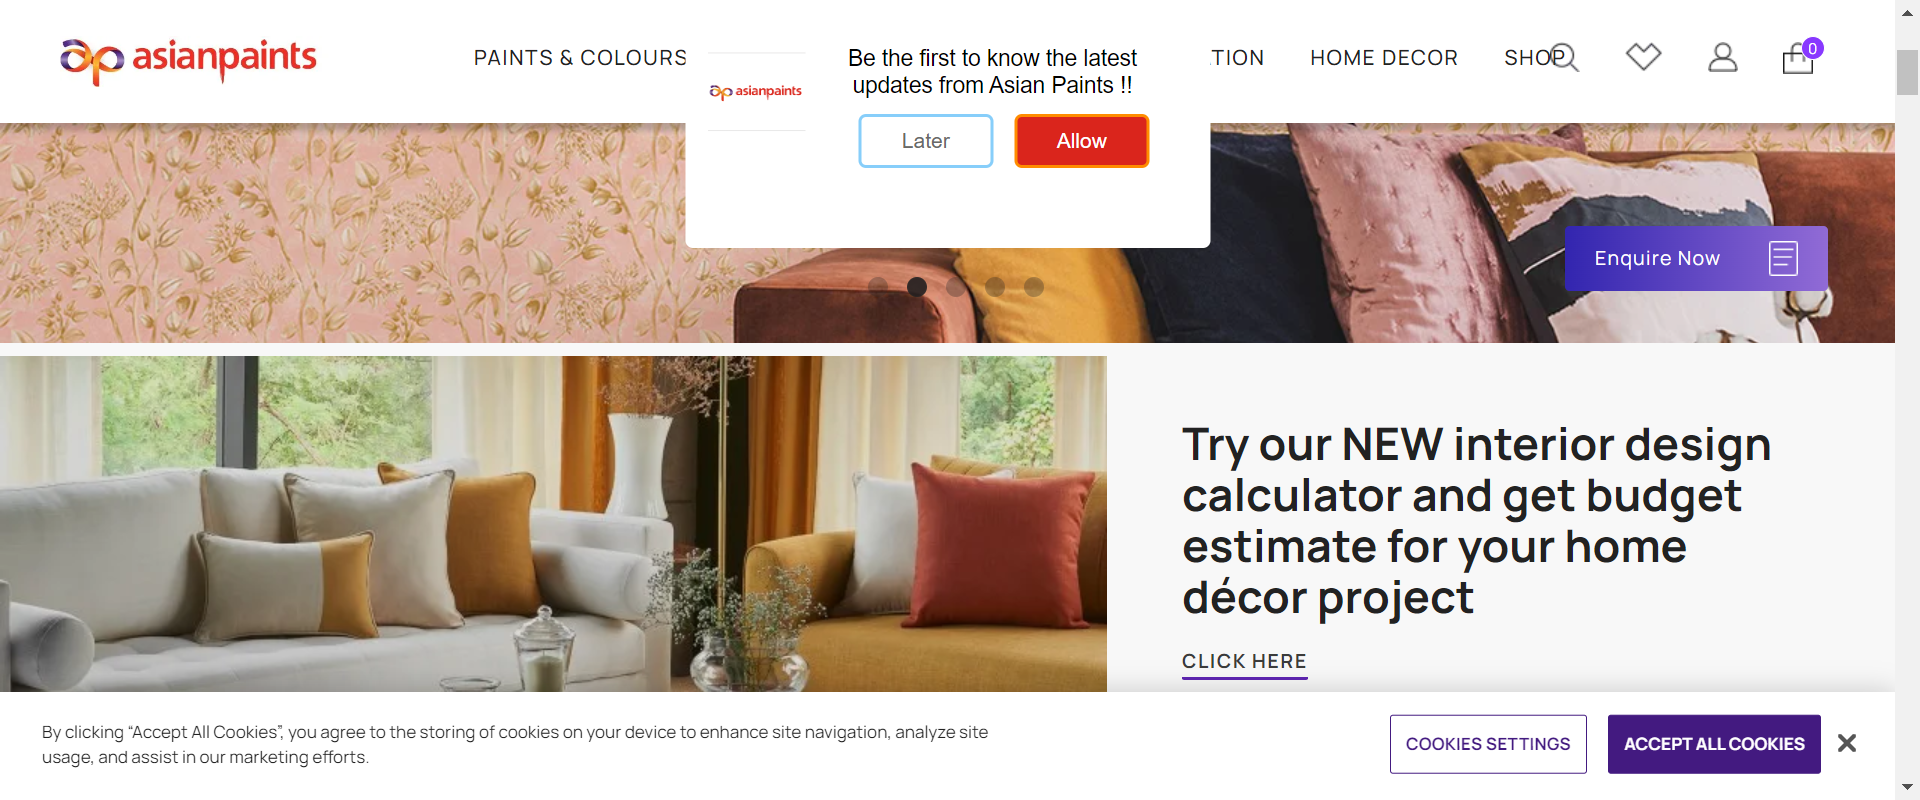 asianpaints
PAINTS & COLOURS
TION
HOME DECOR
SHOP
0
asianpaints
Be the first to know the latest
updates from Asian Paints !!
Later
Allow
Enquire Now
Try our NEW interior design
calculator and get budget
estimate for your home
décor project
CLICK HERE
By clicking “Accept All Cookies”, you agree to the storing of cookies on your device to enhance site navigation, analyze site
usage, and assist in our marketing efforts.
COOKIES SETTINGS
ACCEPT ALL COOKIES